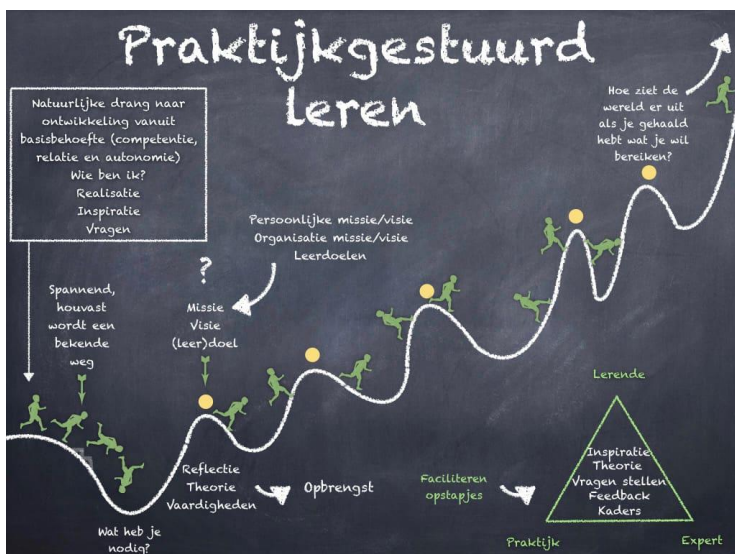 Praktijkgestuurd
leren
Natuurlijke drang naar
ontwikkeling vanuit
basisbehoefte (competentie,
relatie en autonomie)
Wie ben ik?
Realisatie
Inspiratie
Vragen
Hoe ziet de
wereld er uit
als je gehaald
hebt wat je wil
bereiken?
Persoonlijke missie/visie
Organisatie missie/visie
Leerdoelen
?
Spannend,
houvast
wordt een
bekende
weg
Missie
Visie
(leer)doel
Reflectie
Theorie
Vaardigheden
Opbrengst
Wat heb je
nodig?
Faciliteren
opstapjes
Lerende
Inspiratie
Theorie
Vragen stellen
Feedback
Kaders
Praktijk
Expert